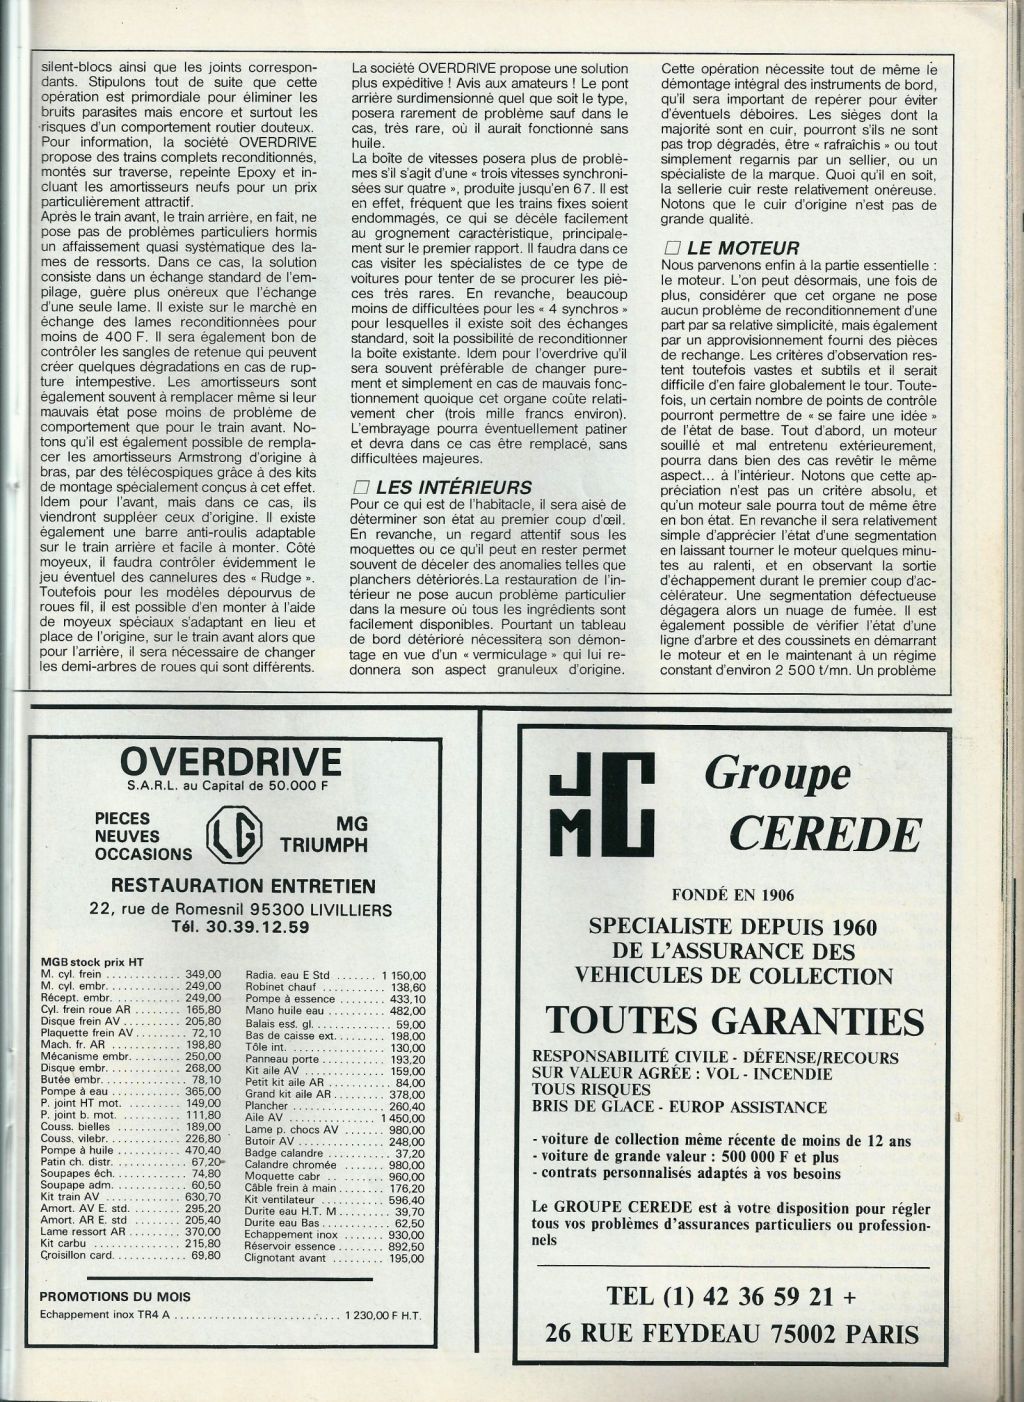 silent-blocs ainsi que les joints correspon-
dants. Stipulons tout de suite que cette
opération est primordiale pour éliminer les
bruits parasites mais encore et surtout les
risques d'un comportement routier douteux.
Pour information, la société OVERDRIVE
propose des trains complets reconditionnés,
montés sur traverse, repeinte Epoxy et in-
cluant les amortisseurs neufs pour un prix
particulièrement attractif.
Après le train avant, le train arrière, en fait, ne
pose pas de problèmes particuliers hormis
un affaissement quasi systématique des la-
mes de ressorts. Dans ce cas, la solution
consiste dans un échange standard de l'em-
pilage, guère plus onéreux que l'échange
d'une seule lame. Il existe sur le marché en
échange des lames reconditionnées pour
moins de 400 F. Il sera également bon de
contrôler les sangles de retenue qui peuvent
créer quelques dégradations en cas de rup-
ture intempestive. Les amortisseurs sont
également souvent à remplacer même si leur
mauvais état pose moins de problème de
comportement que pour le train avant. No-
tons qu'il est également possible de rempla-
cer les amortisseurs Armstrong d'origine à
bras, par des télécospiques grâce à des kits
de montage spécialement conçus à cet effet.
Idem pour l'avant, mais dans ce cas, ils
viendront suppléer ceux d'origine. Il existe
également une barre anti-roulis adaptable
sur le train arrière et facile à monter. Côté
moyeux, il faudra contrôler évidemment le
jeu éventuel des cannelures des « Rudge ».
Toutefois pour les modèles dépourvus de
roues fil, il est possible d'en monter à l'aide
de moyeux spéciaux s'adaptant en lieu et
place de l'origine, sur le train avant alors que
pour l'arrière, il sera nécessaire de changer
les demi-arbres de roues qui sont différents.
La société OVERDRIVE propose une solution
plus expéditive ! Avis aux amateurs ! Le pont
arrière surdimensionné quel que soit le type,
posera rarement de problème sauf dans le
cas, très rare, où il aurait fonctionné sans
huile.
La boîte de vitesses posera plus de problè-
mes s'il s'agit d'une « trois vitesses synchroni-
sées sur quatre », produite jusqu'en 67. Il est
en effet, fréquent que les trains fixes soient
endommagés, ce qui se décèle facilement
au grognement caractéristique, principale-
ment sur le premier rapport. Il faudra dans ce
cas visiter les spécialistes de ce type de
voitures pour tenter de se procurer les piè-
ces très rares. En revanche, beaucoup
moins de difficultées pour les « 4 synchros »
pour lesquelles il existe soit des échanges
standard, soit la possibilité de reconditionner
la boîte existante. Idem pour l'overdrive qu'il
sera souvent préférable de changer pure-
ment et simplement en cas de mauvais fonc-
tionnement quoique cet organe coûte relati-
vement cher (trois mille francs environ).
L'embrayage pourra éventuellement patiner
et devra dans ce cas être remplacé, sans
difficultées majeures.
□ LES INTÉRIEURS
Pour ce qui est de l'habitacle, il sera aisé de
déterminer son état au premier coup d'œil.
En revanche, un regard attentif sous les
moquettes ou ce qu'il peut en rester permet
souvent de déceler des anomalies telles que
planchers détériorés.La restauration de l'in-
térieur ne pose aucun problème particulier
dans la mesure où tous les ingrédients sont
facilement disponibles. Pourtant un tableau
de bord détérioré nécessitera son démon-
tage en vue d'un « vermiculage » qui lui re-
donnera son aspect granuleux d'origine.
Cette opération nécessite tout de même le
démontage intégral des instruments de bord,
qu'il sera important de repérer pour éviter
d'éventuels déboires. Les sièges dont la
majorité sont en cuir, pourront s'ils ne sont
pas trop dégradés, être « rafraîchis » ou tout
simplement regarnis par un sellier, ou un
spécialiste de la marque. Quoi qu'il en soit,
la sellerie cuir reste relativement onéreuse.
Notons que le cuir d'origine n'est pas de
grande qualité.
□ LE MOTEUR
Nous parvenons enfin à la partie essentielle :
le moteur. L'on peut désormais, une fois de
plus, considérer que cet organe ne pose
aucun problème de reconditionnement d'une
part par sa relative simplicité, mais également
par un approvisionnement fourni des pièces
de rechange. Les critères d'observation res-
tent toutefois vastes et subtils et il serait
difficile d'en faire globalement le tour. Toute-
fois, un certain nombre de points de contrôle
pourront permettre de « se faire une idée »
de l'état de base. Tout d'abord, un moteur
souillé et mal entretenu extérieurement,
pourra dans bien des cas revêtir le même
aspect... à l'intérieur. Notons que cette ap-
préciation n'est pas un critère absolu, et
qu'un moteur sale pourra tout de même être
en bon état. En revanche il sera relativement
simple d'apprécier l'état d'une segmentation
en laissant tourner le moteur quelques minu-
tes au ralenti, et en observant la sortie
d'échappement durant le premier coup d'ac-
célérateur. Une segmentation défectueuse
dégagera alors un nuage de fumée. Il est
également possible de vérifier l'état d'une
ligne d'arbre et des coussinets en démarrant
le moteur et en le maintenant à un régime
constant d'environ 2 500 t/mn. Un problème
OVERDRIVE
S.A.R.L. au Capital de 50.000 F
PIECES
NEUVES
OCCASIONS
LG
MG
TRIUMPH
RESTAURATION ENTRETIEN
22, rue de Romesnil 95300 LIVILLIERS
Tél. 30.39.12.59
MGB stock prix HT
M. cyl. frein ............ 349,00
M. cyl. embr. ............ 249,00
Récept. embr. ............ 249,00
Cyl. frein roue AR ........ 165,80
Disque frein AV .......... 205,80
Plaquette frein AV ......... 72,10
Mach. fr. AR ............ 198,80
Mécanisme embr. ......... 250,00
Disque embr. ............ 268,00
Butée embr. ............. 78,10
Pompe à eau ............ 365,00
P. joint HT mot. .......... 149,00
P. joint b. mot. ........... 111,80
Couss. bielles ........... 189,00
Couss. vilebr. ............ 226,80
Pompe à huile ........... 470,40
Patin ch. distr. ........... 67,20
Soupapes éch. ........... 74,80
Soupape adm. ........... 60,50
Kit train AV ............. 630,70
Amort. AV E. std. ........ 295,20
Amort. AR E. std ......... 205,40
Lame ressort AR ......... 370,00
Kit carbu .............. 215,80
Croisillon card. ........... 69,80
Radia. eau E Std ....... 1 150,00
Robinet chauf .......... 138,60
Pompe à essence ........ 433,10
Mano huile eau ......... 482,00
Balais ess. gl. ........... 59,00
Bas de caisse ext. ........ 198,00
Tôle int. ............... 130,00
Panneau porte .......... 193,20
Kit aile AV ............. 159,00
Petit kit aile AR .......... 84,00
Grand kit aile AR ........ 378,00
Plancher .............. 260,40
Aile AV .............. 1 450,00
Lame p. chocs AV ....... 980,00
Butoir AV ............. 248,00
Badge calandre .......... 37,20
Calandre chromée ....... 980,00
Moquette cabr .......... 960,00
Câble frein à main ........ 176,20
Kit ventilateur .......... 596,40
Durite eau H.T. M ........ 39,70
Durite eau Bas .......... 62,50
Echappement inox ....... 930,00
Réservoir essence ........ 892,50
Clignotant avant ......... 195,00
PROMOTIONS DU MOIS
Echappement inox TR4 A ........................ 1 230,00 F H.T.
JC
MG
Groupe
CEREDE
FONDÉ EN 1906
SPECIALISTE DEPUIS 1960
DE L'ASSURANCE DES
VEHICULES DE COLLECTION
TOUTES GARANTIES
RESPONSABILITÉ CIVILE - DÉFENSE/RECOURS
SUR VALEUR AGRÉE : VOL - INCENDIE
TOUS RISQUES
BRIS DE GLACE - EUROP ASSISTANCE
- voiture de collection même récente de moins de 12 ans
- voiture de grande valeur : 500 000 F et plus
- contrats personnalisés adaptés à vos besoins
Le GROUPE CEREDE est à votre disposition pour régler
tous vos problèmes d'assurances particuliers ou profession-
nels
TEL (1) 42 36 59 21 +
26 RUE FEYDEAU 75002 PARIS